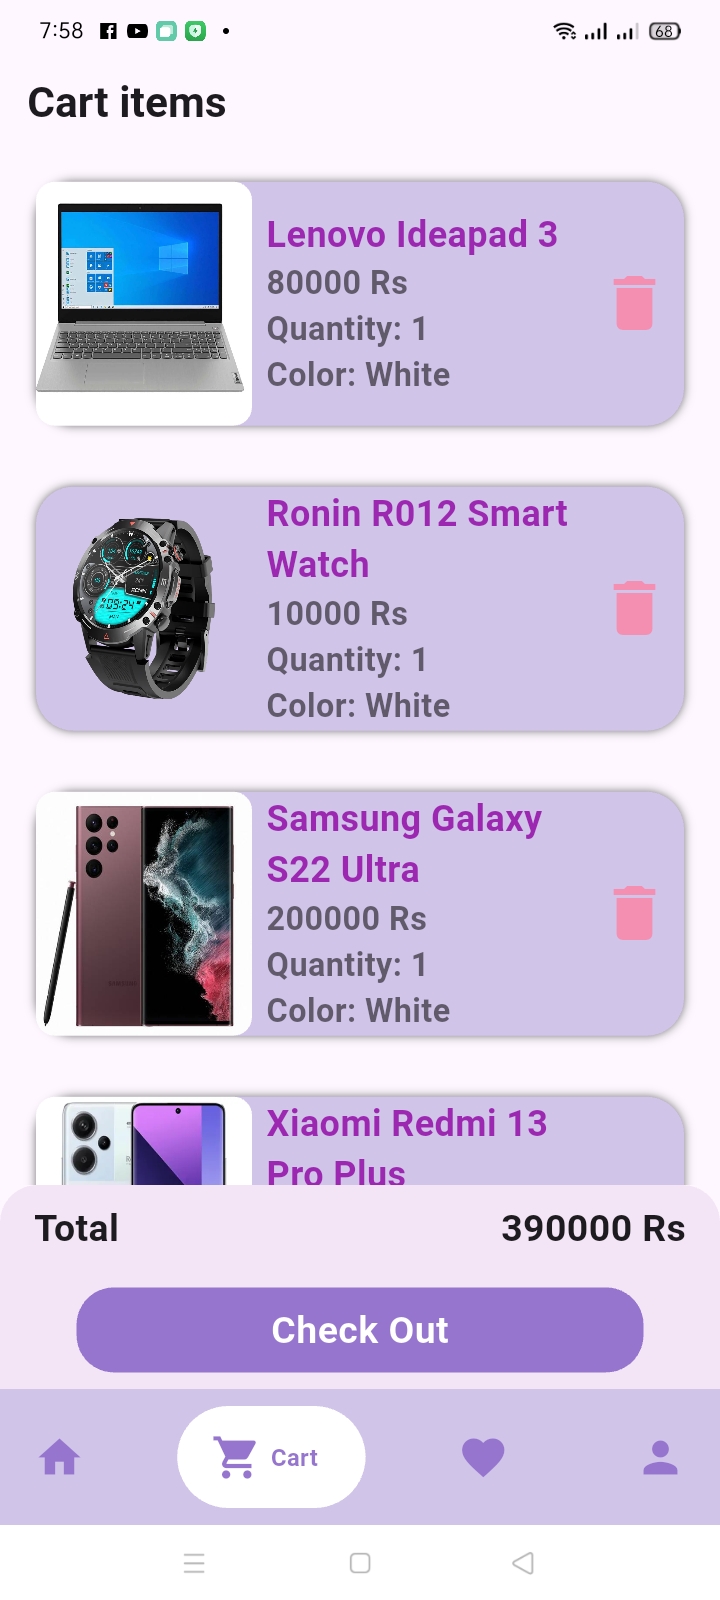 7:58
68
Cart items
Lenovo Ideapad 3
80000 Rs
Quantity: 1
Color: White
Ronin R012 Smart
Watch
10000 Rs
Quantity: 1
Color: White
Samsung Galaxy
S22 Ultra
200000 Rs
Quantity: 1
Color: White
Xiaomi Redmi 13
Pro Plus
Total
390000 Rs
Check Out
Cart